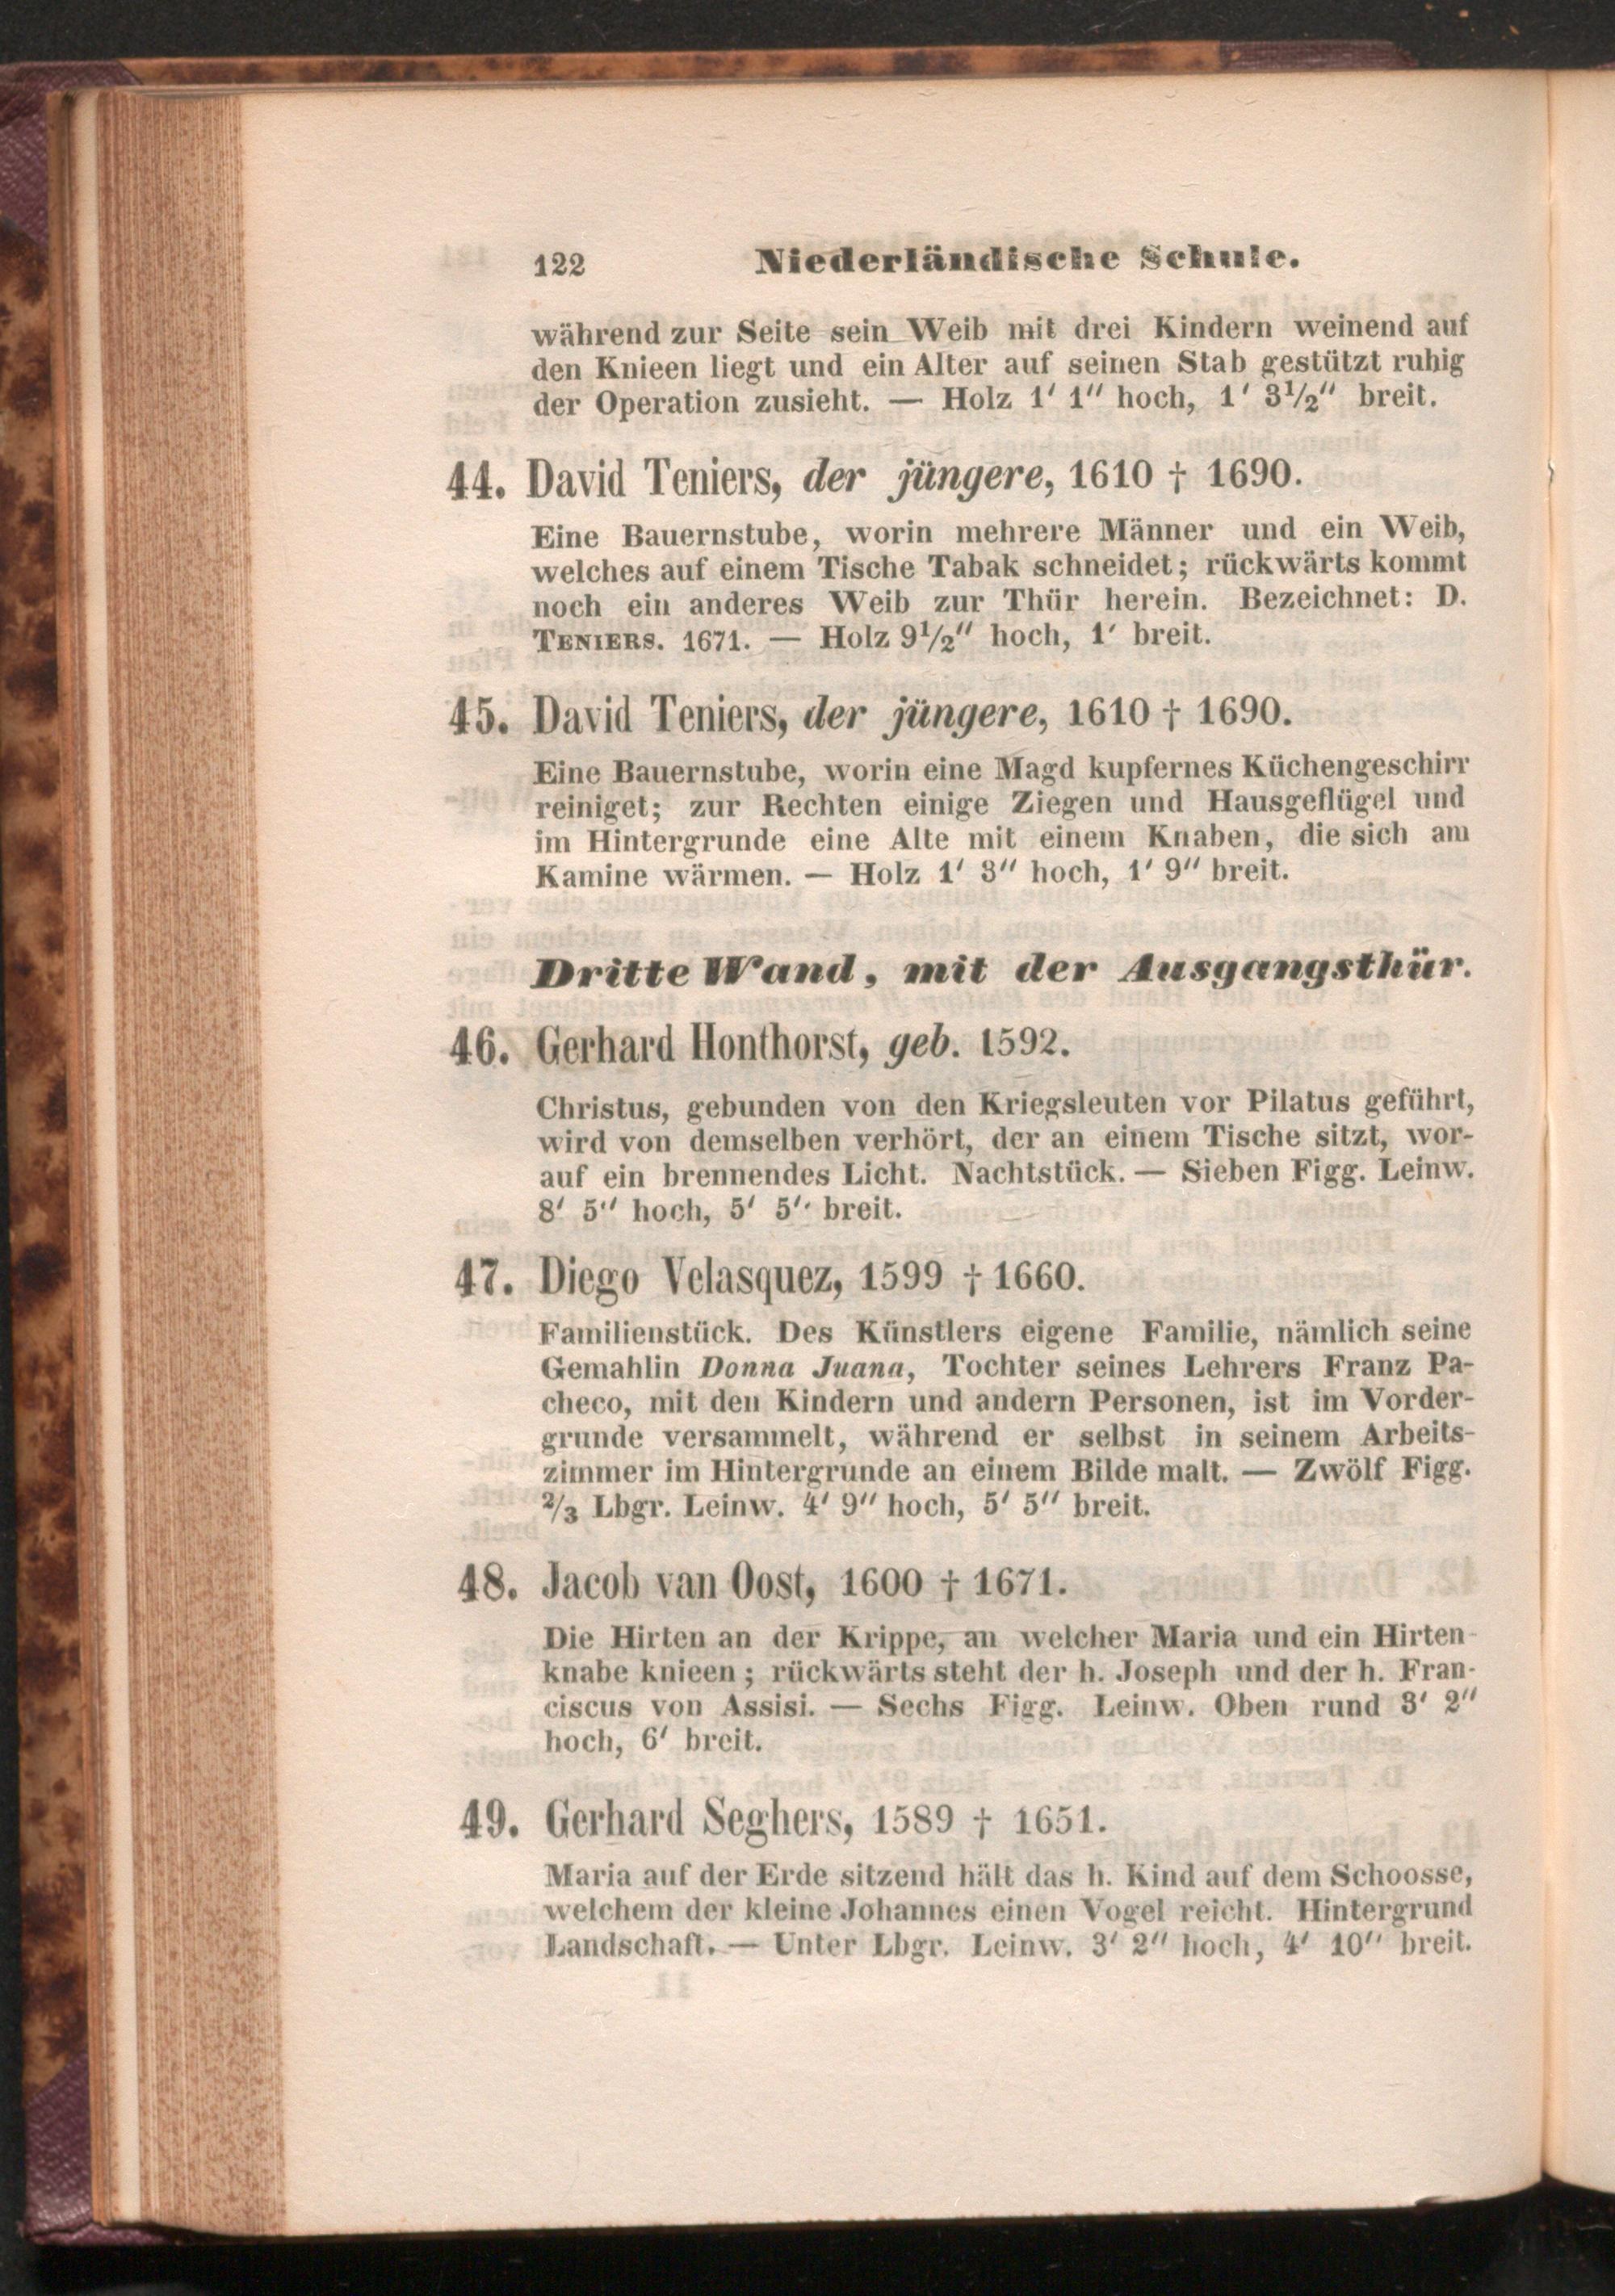 122 Niederländische Schule.
während zur Seite sein Weib mit drei Kindern weinend auf
den Knieen liegt und ein Alter auf seinen Stab gestützt ruhig
der Operation zusieht. — Holz 1′ 1″ hoch, 1′ 3½″ breit.
44. David Teniers, der jüngere, 1610 † 1690.
Eine Bauernstube, worin mehrere Männer und ein Weib,
welches auf einem Tische Tabak schneidet; rückwärts kommt
noch ein anderes Weib zur Thür herein. Bezeichnet: D.
TENIERS. 1671. — Holz 9½″ hoch, 1′ breit.
45. David Teniers, der jüngere, 1610 † 1690.
Eine Bauernstube, worin eine Magd kupfernes Küchengeschirr
reiniget; zur Rechten einige Ziegen und Hausgeflügel und
im Hintergrunde eine Alte mit einem Knaben, die sich am
Kamine wärmen. — Holz 1′ 3″ hoch, 1′ 9″ breit.
Dritte Wand, mit der Ausgangsthür.
46. Gerhard Honthorst, geb. 1592.
Christus, gebunden von den Kriegsleuten vor Pilatus geführt,
wird von demselben verhört, der an einem Tische sitzt, wor-
auf ein brennendes Licht. Nachtstück. — Sieben Figg. Leinw.
8′ 5″ hoch, 5′ 5″ breit.
47. Diego Velasquez, 1599 † 1660.
Familienstück. Des Künstlers eigene Familie, nämlich seine
Gemahlin Donna Juana, Tochter seines Lehrers Franz Pa-
checo, mit den Kindern und andern Personen, ist im Vorder-
grunde versammelt, während er selbst in seinem Arbeits-
zimmer im Hintergrunde an einem Bilde malt. — Zwölf Figg.
⅔ Lbgr. Leinw. 4′ 9″ hoch, 5′ 5″ breit.
48. Jacob van Oost, 1600 † 1671.
Die Hirten an der Krippe, an welcher Maria und ein Hirten-
knabe knieen; rückwärts steht der h. Joseph und der h. Fran-
ciscus von Assisi. — Sechs Figg. Leinw. Oben rund 3′ 2″
hoch, 6′ breit.
49. Gerhard Seghers, 1589 † 1651.
Maria auf der Erde sitzend hält das h. Kind auf dem Schoosse,
welchem der kleine Johannes einen Vogel reicht. Hintergrund
Landschaft. — Unter Lbgr. Leinw. 3′ 2″ hoch, 4′ 10″ breit.